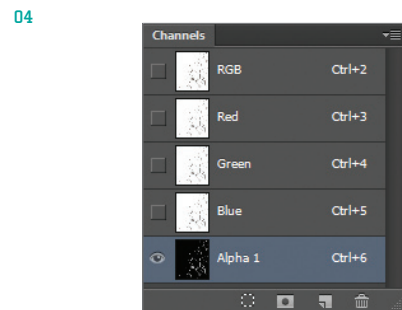 04
Channels
RGB Ctrl+2
Red Ctrl+3
Green Ctrl+4
Blue Ctrl+5
Alpha 1 Ctrl+6